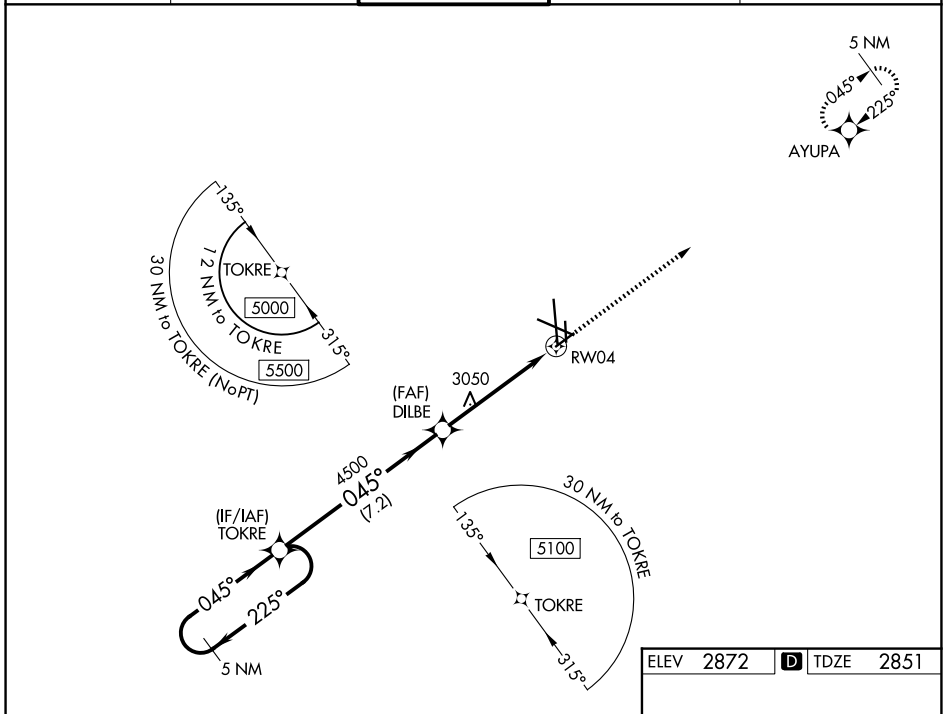 5 NM
045°
225°
AYUPA
135°
TOKRE
12 NM to TOKRE
5000
30 NM to TOKRE (NoPT)
5500
315°
RW04
3050
(FAF)
DILBE
4500
045°
(7.2)
(IF/IAF)
TOKRE
045°
225°
5 NM
30 NM to TOKRE
135°
5100
TOKRE
315°
ELEV 2872 D TDZE 2851